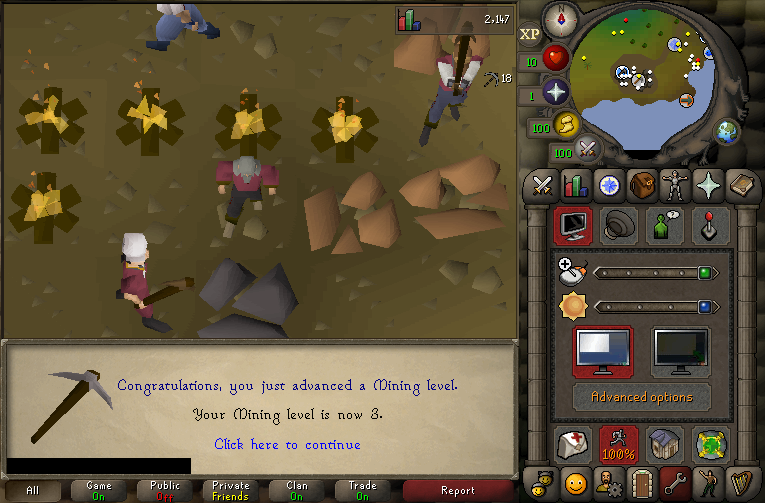 2,147
XP
18
10
1
100
100
Congratulations, you just advanced a Mining level.
Your Mining level is now 3.
Click here to continue
Advanced options
100%
All
Game
On
Public
Off
Private
Friends
Clan
On
Trade
On
Report